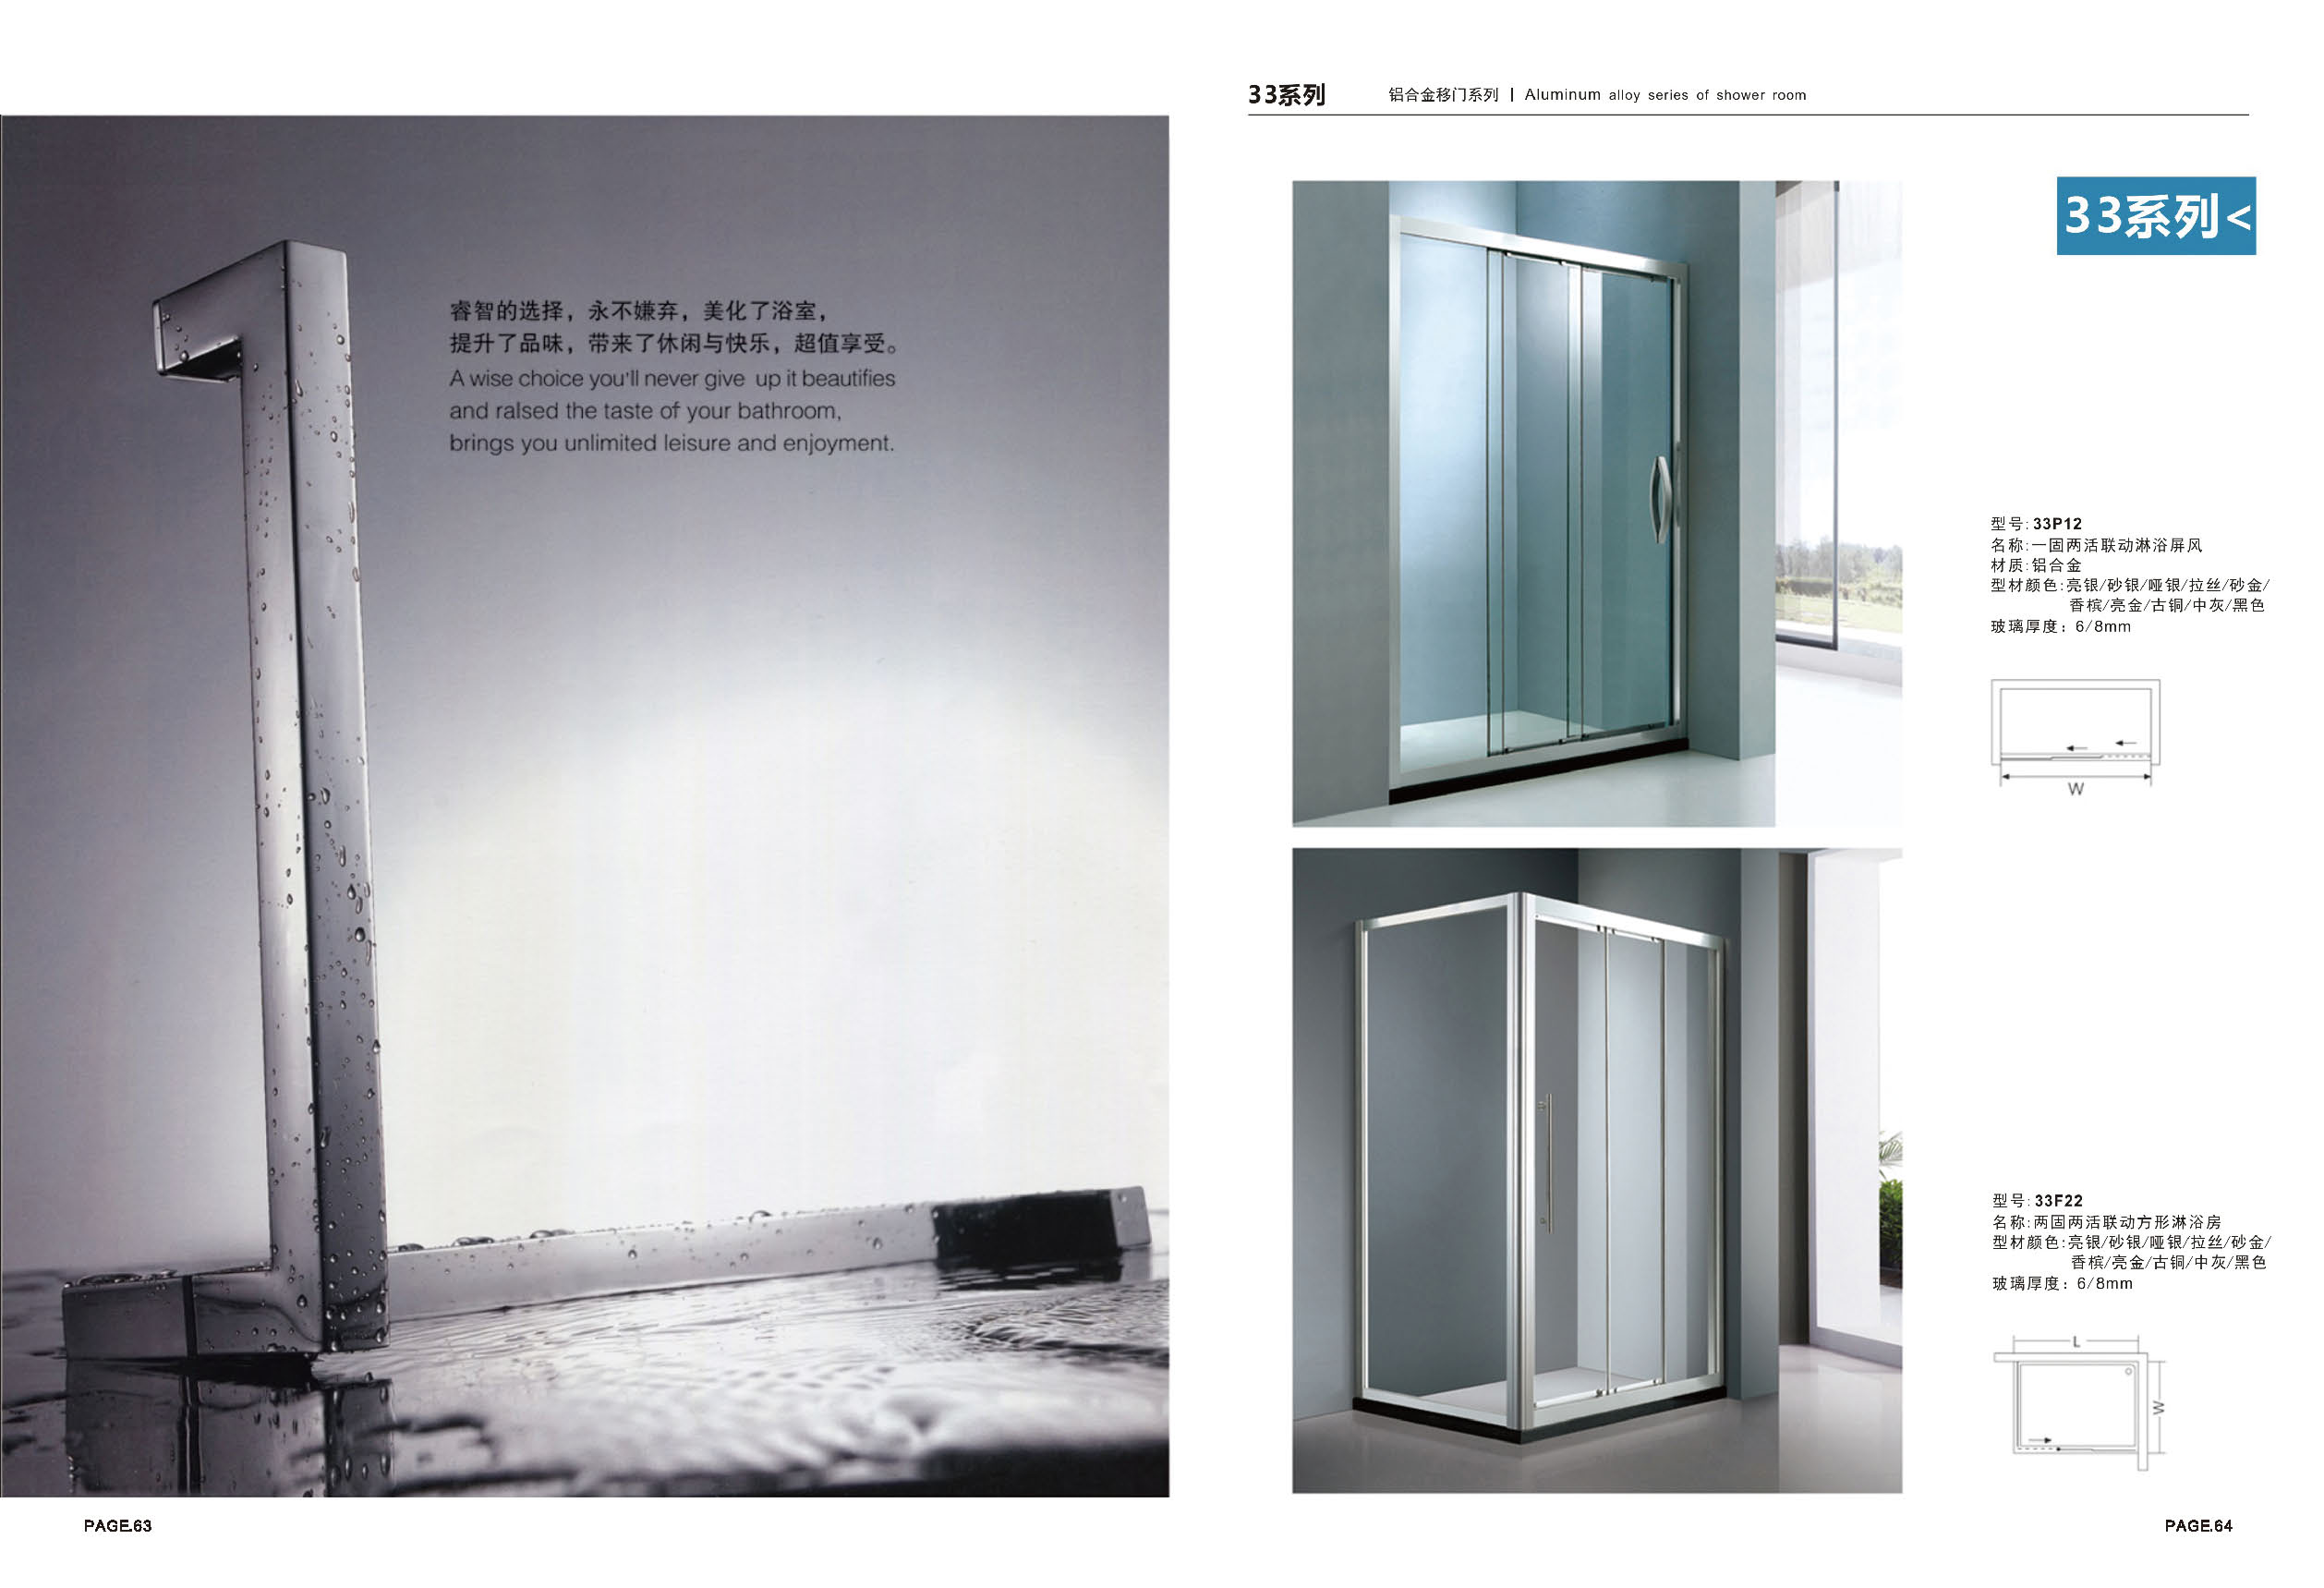 33系列
铝合金移门系列 | Aluminum alloy series of shower room
33系列<
睿智的选择，永不嫌弃，美化了浴室，
提升了品味，带来了休闲与快乐，超值享受。
A wise choice you'll never give up it beautifies
and ralsed the taste of your bathroom,
brings you unlimited leisure and enjoyment.
型号: 33P12
名称:一固两活联动淋浴屏风
材质:铝合金
型材颜色:亮银/砂银/哑银/拉丝/砂金/
香槟/亮金/古铜/中灰/黑色
玻璃厚度: 6/8mm
W
型号: 33F22
名称:两固两活联动方形淋浴房
型材颜色:亮银/砂银/哑银/拉丝/砂金/
香槟/亮金/古铜/中灰/黑色
玻璃厚度: 6/8mm
L
W
PAGE.63
PAGE.64